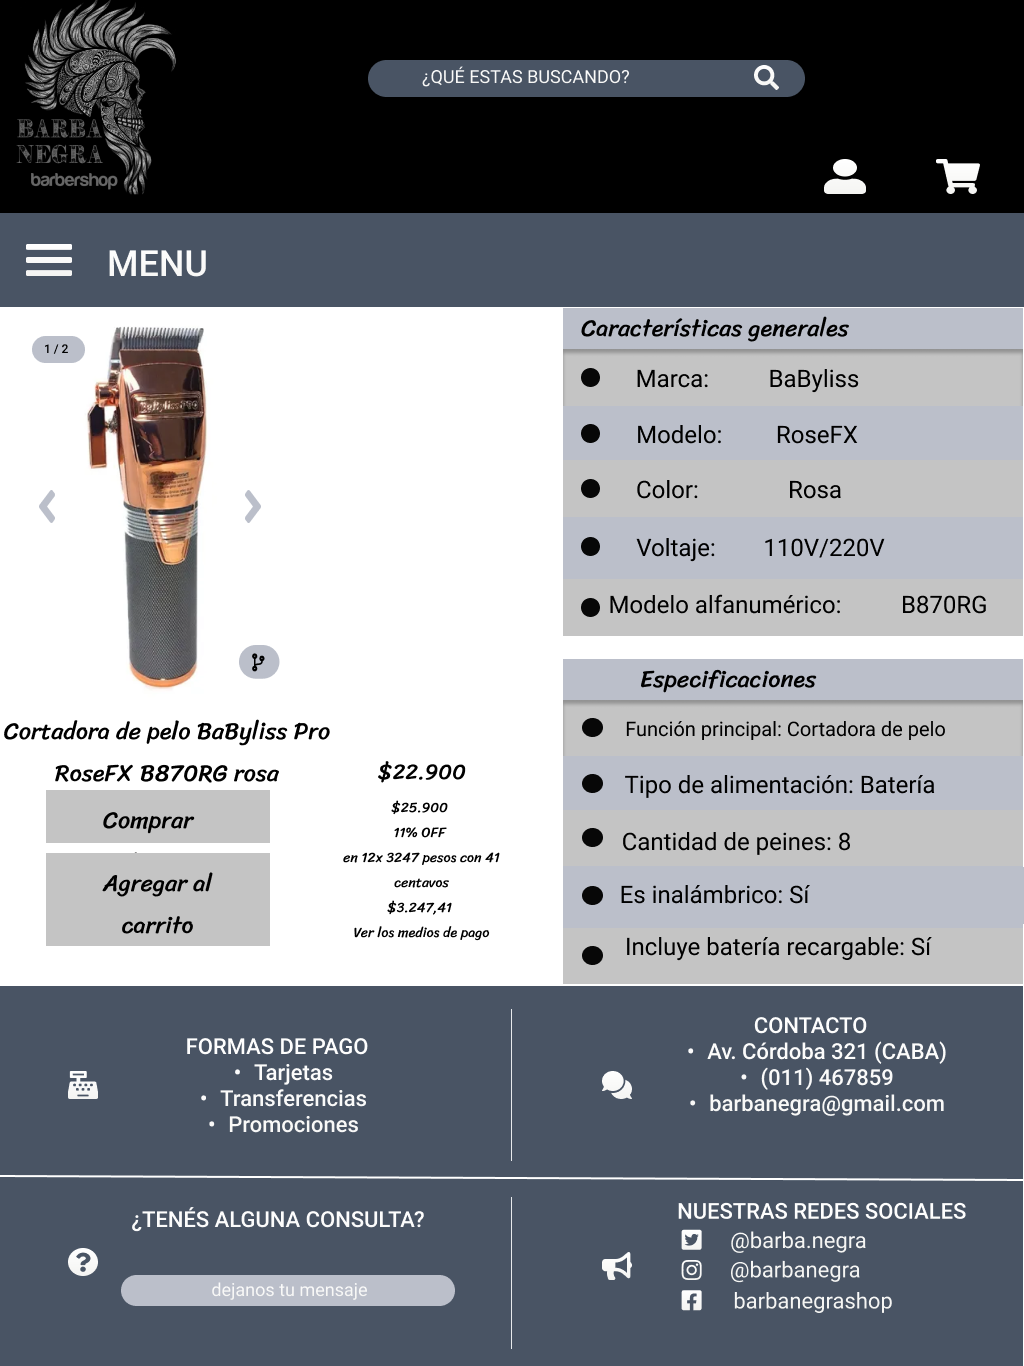 BARBA
NEGRA
barbershop
¿QUÉ ESTAS BUSCANDO?
MENU
1 / 2
BaBylissPRO
Cortadora de pelo BaByliss Pro
RoseFX B870RG rosa
Comprar
Agregar al
carrito
$22.900
$25.900
11% OFF
en 12x 3247 pesos con 41
centavos
$3.247,41
Ver los medios de pago
Características generales
Marca: BaByliss
Modelo: RoseFX
Color: Rosa
Voltaje: 110V/220V
Modelo alfanumérico: B870RG
Especificaciones
Función principal: Cortadora de pelo
Tipo de alimentación: Batería
Cantidad de peines: 8
Es inalámbrico: Sí
Incluye batería recargable: Sí
FORMAS DE PAGO
• Tarjetas
• Transferencias
• Promociones
CONTACTO
• Av. Córdoba 321 (CABA)
• (011) 467859
• barbanegra@gmail.com
¿TENÉS ALGUNA CONSULTA?
dejanos tu mensaje
NUESTRAS REDES SOCIALES
@barba.negra
@barbanegra
barbanegrashop